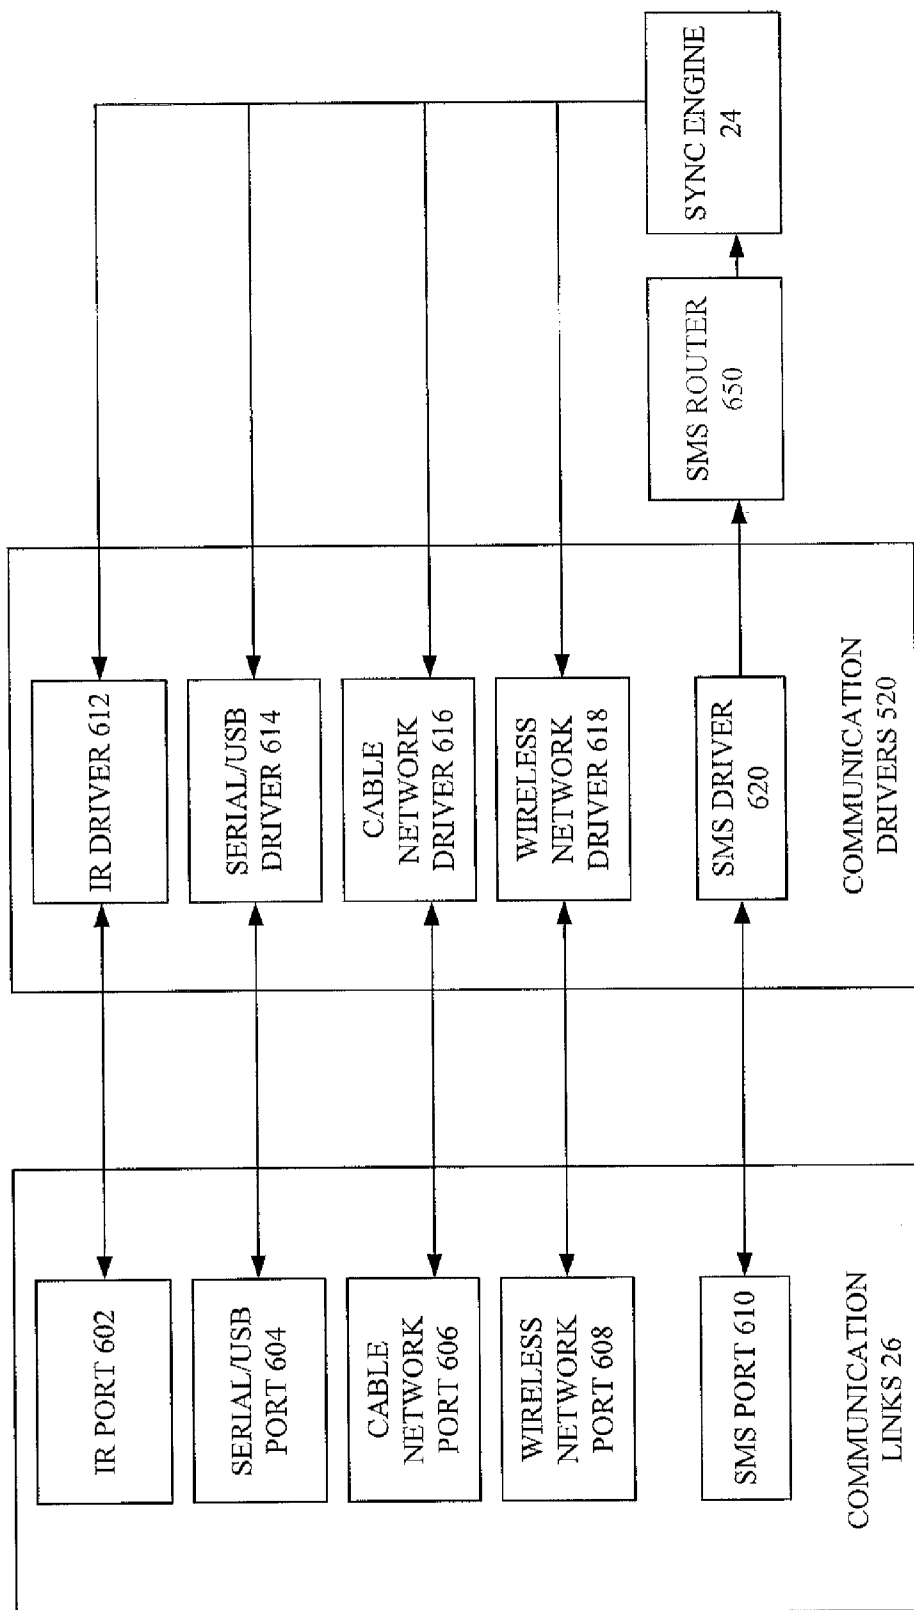 IR PORT 602
SERIAL/USB
PORT 604
CABLE
NETWORK
PORT 606
WIRELESS
NETWORK
PORT 608
SMS PORT 610
COMMUNICATION
LINKS 26
IR DRIVER 612
SERIAL/USB
DRIVER 614
CABLE
NETWORK
DRIVER 616
WIRELESS
NETWORK
DRIVER 618
SMS DRIVER
620
COMMUNICATION
DRIVERS 520
SMS ROUTER
650
SYNC ENGINE
24